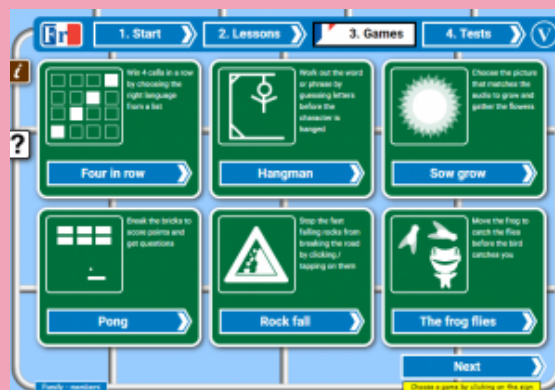 Fr
1. Start
2. Lessons
3. Games
4. Tests
V
i
?
Win 4 cells in a row
by choosing the
right language
from a list
Four in row
Work out the word
or phrase by
guessing letters
before the
character is
hanged
Hangman
Choose the picture
that matches the
audio to grow and
gather the flowers
Sow grow
Break the bricks to
score points and
get questions
Pong
Stop the fast
falling rocks from
breaking the road
by clicking /
tapping on them
Rock fall
Move the frog to
catch the flies
before the bird
catches you
The frog flies
Next
Family - members
Choose a game by clicking on the sign